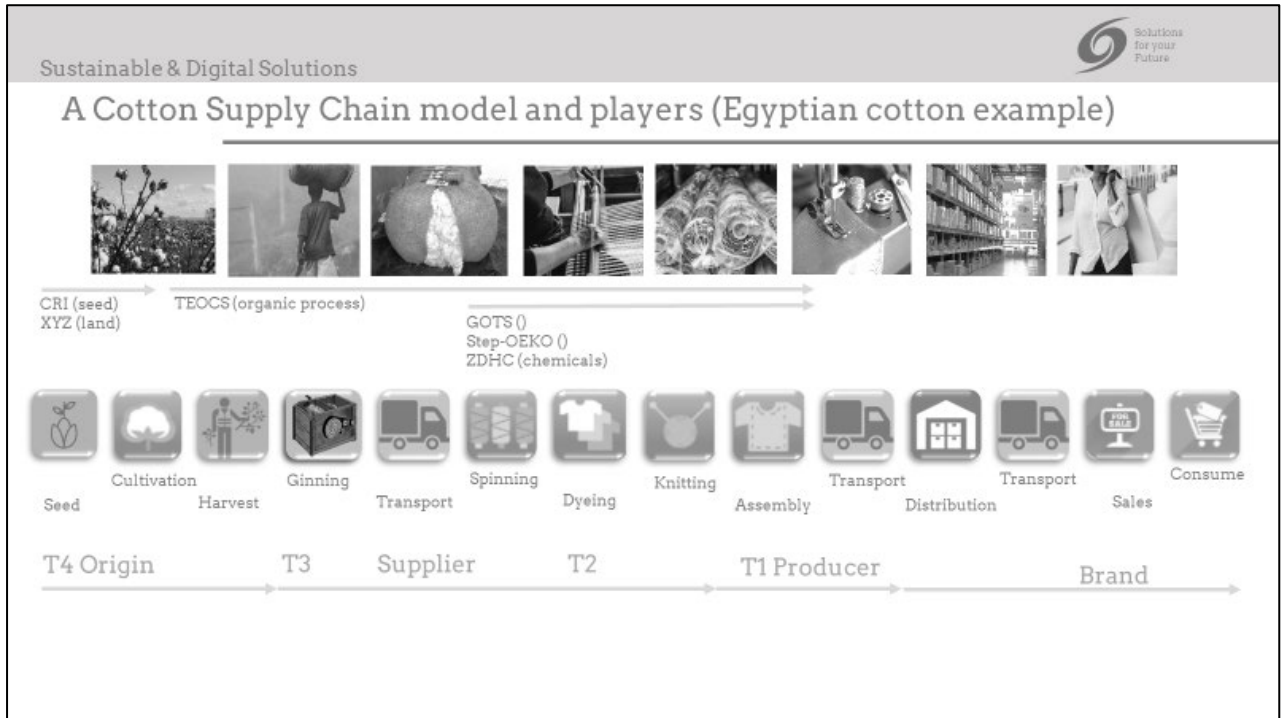 Solutions
for your
Future
Sustainable & Digital Solutions
A Cotton Supply Chain model and players (Egyptian cotton example)
CRI (seed)
XYZ (land)
TEOCS (organic process)
GOTS ()
Step-OEKO ()
ZDHC (chemicals)
FOR
SALE
Seed
Cultivation
Harvest
Ginning
Transport
Spinning
Dyeing
Knitting
Assembly
Transport
Distribution
Transport
Sales
Consume
T4 Origin
T3
Supplier
T2
T1 Producer
Brand